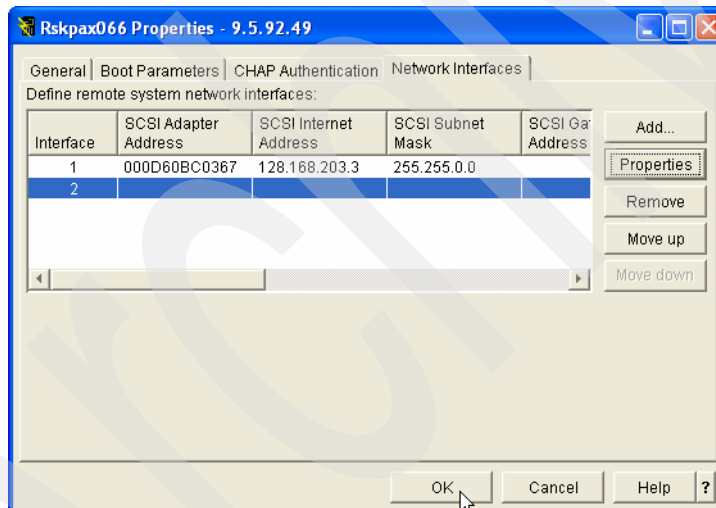 Rskpax066 Properties - 9.5.92.49
General Boot Parameters CHAP Authentication Network Interfaces
Define remote system network interfaces:
Interface SCSI Adapter Address SCSI Internet Address SCSI Subnet Mask SCSI Address
1 000D60BC0367 128.168.203.3 255.255.0.0
2
Add...
Properties
Remove
Move up
Move down
OK Cancel Help ?